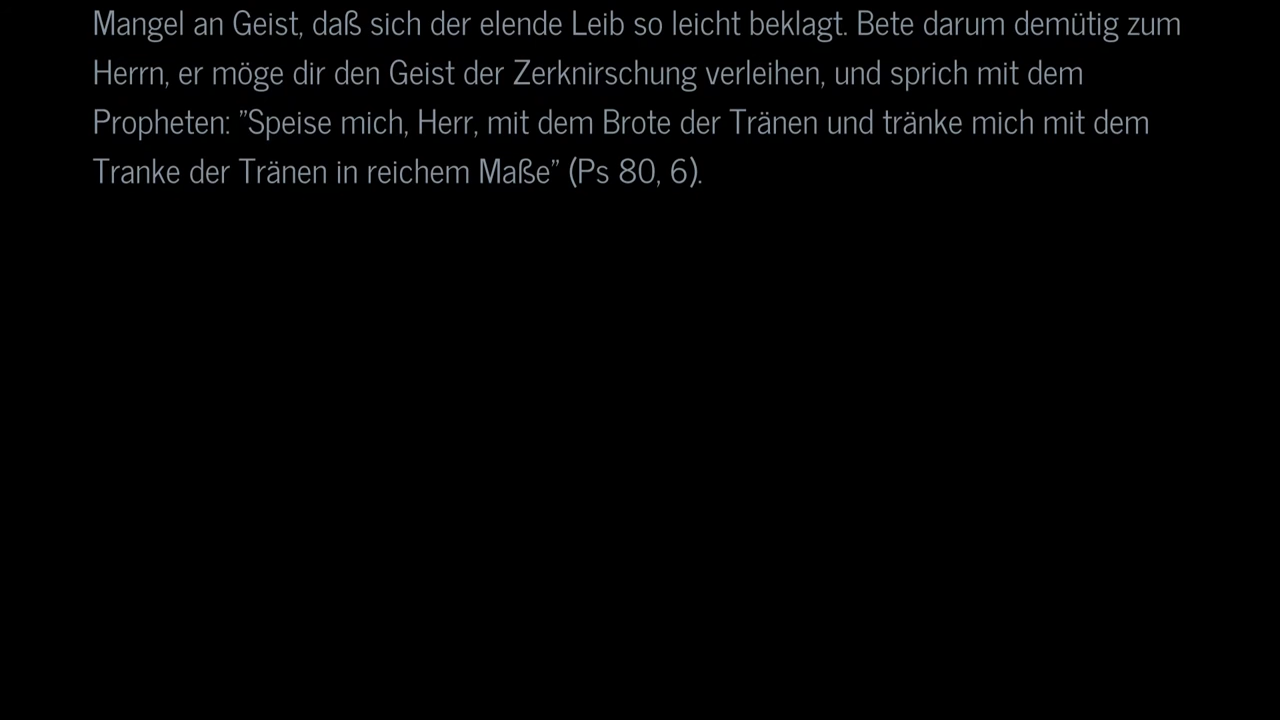 Mangel an Geist, daß sich der elende Leib so leicht beklagt. Bete darum demütig zum
Herrn, er möge dir den Geist der Zerknirschung verleihen, und sprich mit dem
Propheten: ”Speise mich, Herr, mit dem Brote der Tränen und tränke mich mit dem
Tranke der Tränen in reichem Maße” (Ps 80, 6).